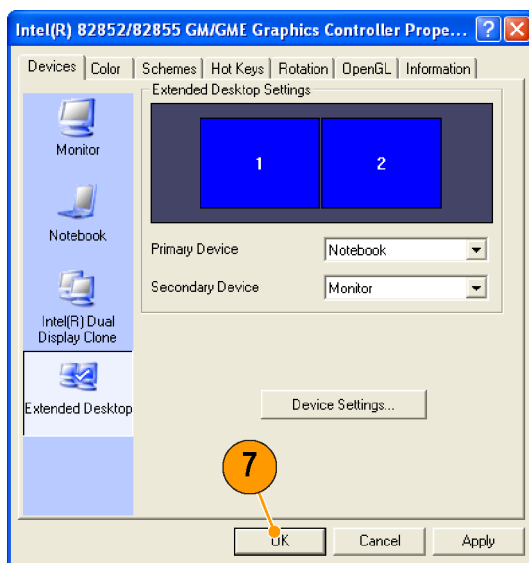 Intel(R) 82852/82855 GM/GME Graphics Controller Prope...
Devices Color Schemes Hot Keys Rotation OpenGL Information
Extended Desktop Settings
Monitor
1 2
Notebook
Primary Device Notebook
Secondary Device Monitor
Intel(R) Dual
Display Clone
Extended Desktop
Device Settings...
7
OK Cancel Apply